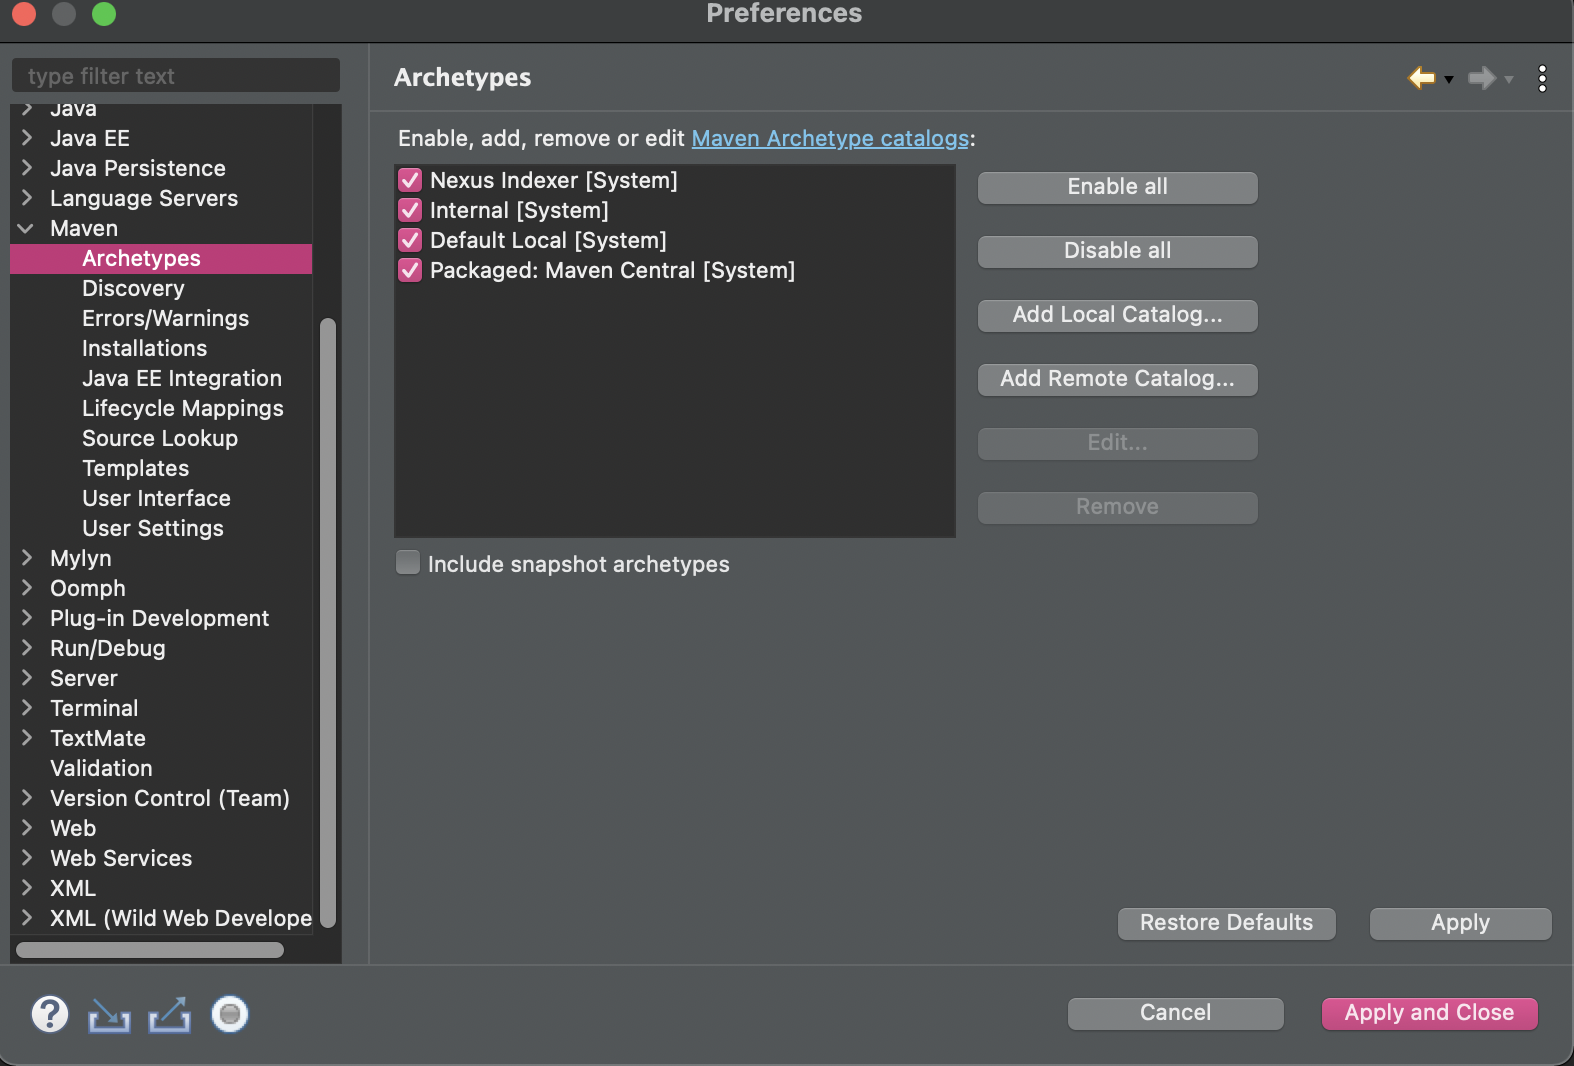 Preferences
type filter text
Java
Java EE
Java Persistence
Language Servers
Maven
Archetypes
Discovery
Errors/Warnings
Installations
Java EE Integration
Lifecycle Mappings
Source Lookup
Templates
User Interface
User Settings
Mylyn
Oomph
Plug-in Development
Run/Debug
Server
Terminal
TextMate
Validation
Version Control (Team)
Web
Web Services
XML
XML (Wild Web Develope
Archetypes
Enable, add, remove or edit Maven Archetype catalogs:
Nexus Indexer [System]
Internal [System]
Default Local [System]
Packaged: Maven Central [System]
Enable all
Disable all
Add Local Catalog...
Add Remote Catalog...
Edit...
Remove
Include snapshot archetypes
Restore Defaults
Apply
?
Cancel
Apply and Close